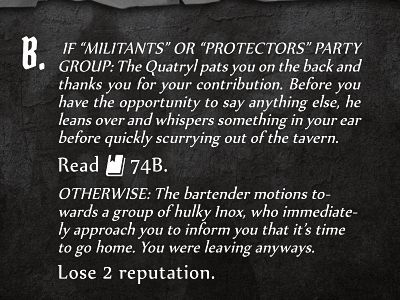 B. IF “MILITANTS” OR “PROTECTORS” PARTY
GROUP: The Quatryl pats you on the back and
thanks you for your contribution. Before you
have the opportunity to say anything else, he
leans over and whispers something in your ear
before quickly scurrying out of the tavern.
Read 74B.
OTHERWISE: The bartender motions to-
wards a group of hulky Inox, who immediate-
ly approach you to inform you that it’s time
to go home. You were leaving anyways.
Lose 2 reputation.